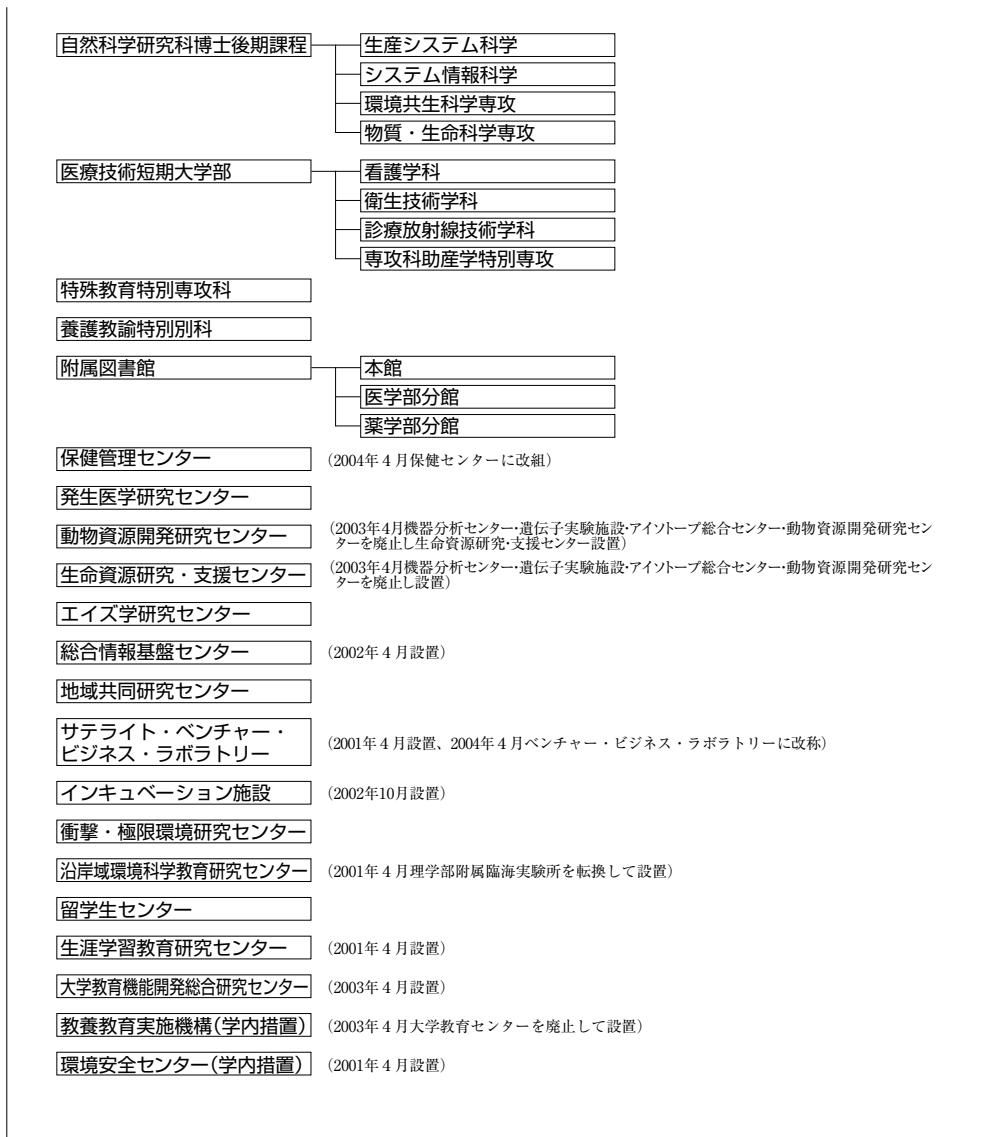 自然科学研究科博士後期課程
生産システム科学
システム情報科学
環境共生科学専攻
物質・生命科学専攻
医療技術短期大学部
看護学科
衛生技術学科
診療放射線技術学科
専攻科助産学特別専攻
特殊教育特別専攻科
養護教諭特別別科
附属図書館
本館
医学部分館
薬学部分館
保健管理センター (2004年４月保健センターに改組)
発生医学研究センター
動物資源開発研究センター
(2003年4月機器分析センター・遺伝子実験施設・アイソトープ総合センター・動物資源開発研究セン
ターを廃止し生命資源研究・支援センター設置)
生命資源研究・支援センター
(2003年4月機器分析センター・遺伝子実験施設・アイソトープ総合センター・動物資源開発研究セン
ターを廃止し設置)
エイズ学研究センター
総合情報基盤センター (2002年４月設置)
地域共同研究センター
サテライト・ベンチャー・
ビジネス・ラボラトリー
(2001年４月設置、2004年４月ベンチャー・ビジネス・ラボラトリーに改称)
インキュベーション施設 (2002年10月設置)
衝撃・極限環境研究センター
沿岸域環境科学教育研究センター (2001年４月理学部附属臨海実験所を転換して設置)
留学生センター
生涯学習教育研究センター (2001年４月設置)
大学教育機能開発総合研究センター (2003年４月設置)
教養教育実施機構(学内措置) (2003年４月大学教育センターを廃止して設置)
環境安全センター(学内措置) (2001年４月設置)